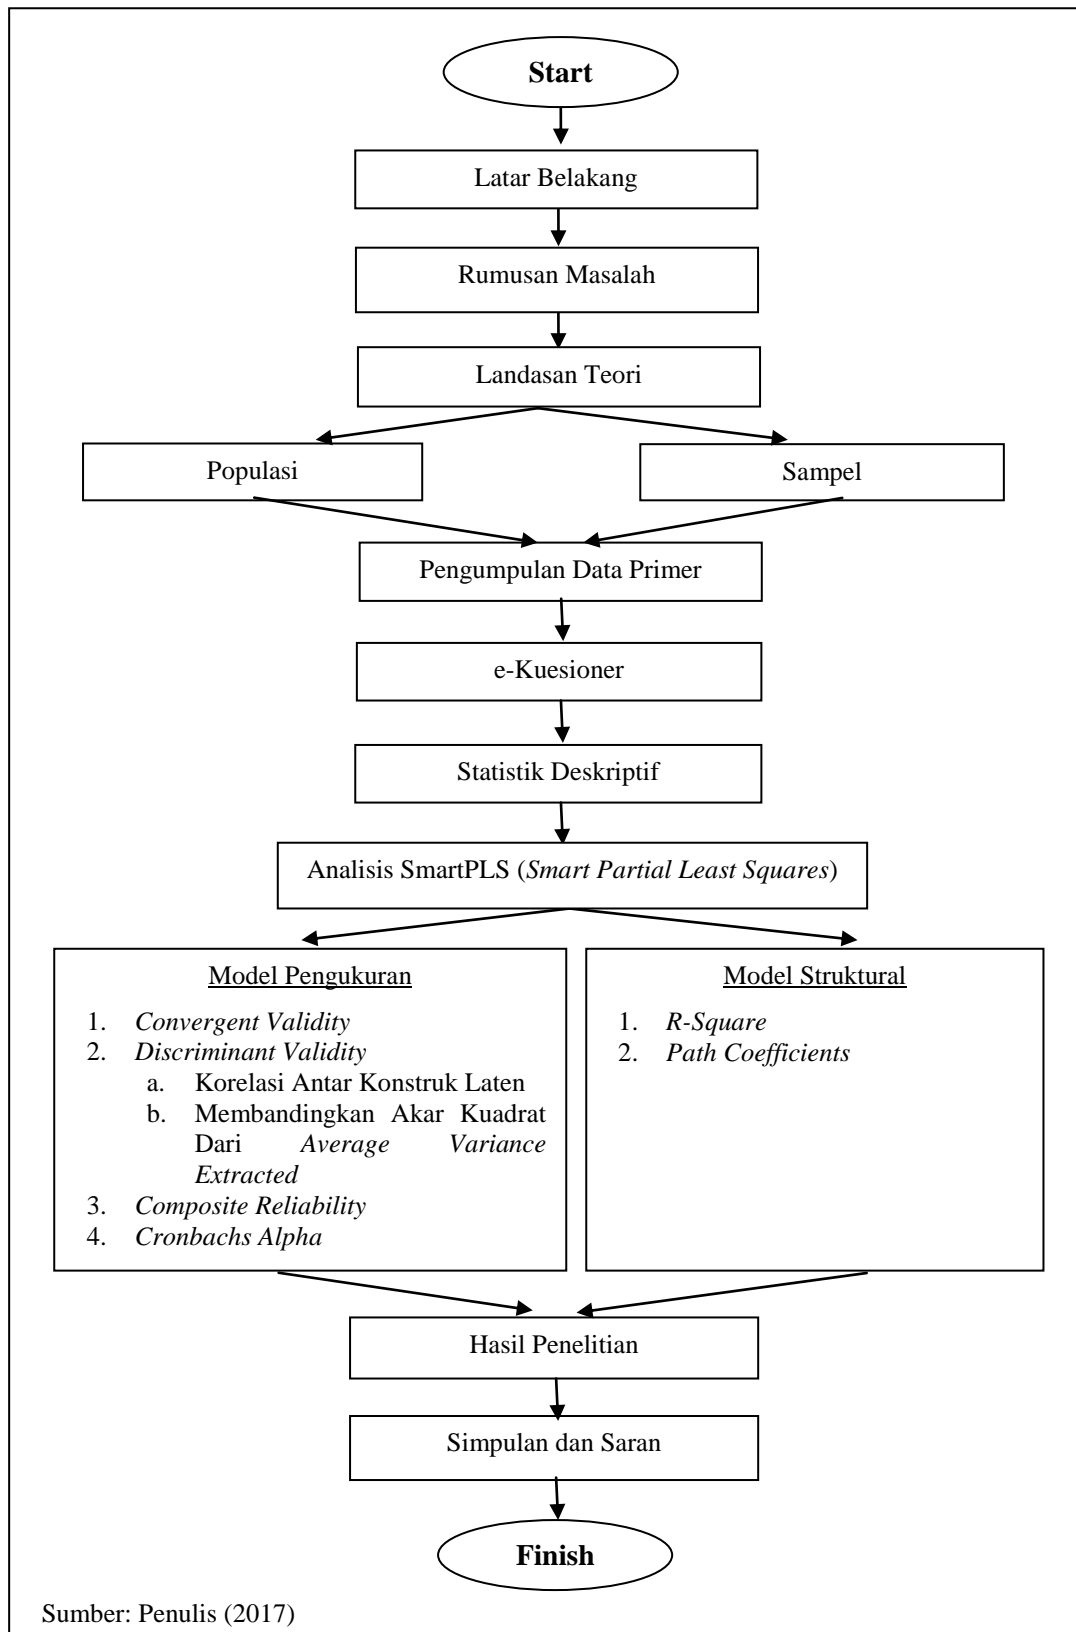 Start
Latar Belakang
Rumusan Masalah
Landasan Teori
Populasi
Sampel
Pengumpulan Data Primer
e-Kuesioner
Statistik Deskriptif
Analisis SmartPLS (Smart Partial Least Squares)
Model Pengukuran
1. Convergent Validity
2. Discriminant Validity
a. Korelasi Antar Konstruk Laten
b. Membandingkan Akar Kuadrat
Dari Average Variance
Extracted
3. Composite Reliability
4. Cronbachs Alpha
Model Struktural
1. R-Square
2. Path Coefficients
Hasil Penelitian
Simpulan dan Saran
Finish
Sumber: Penulis (2017)